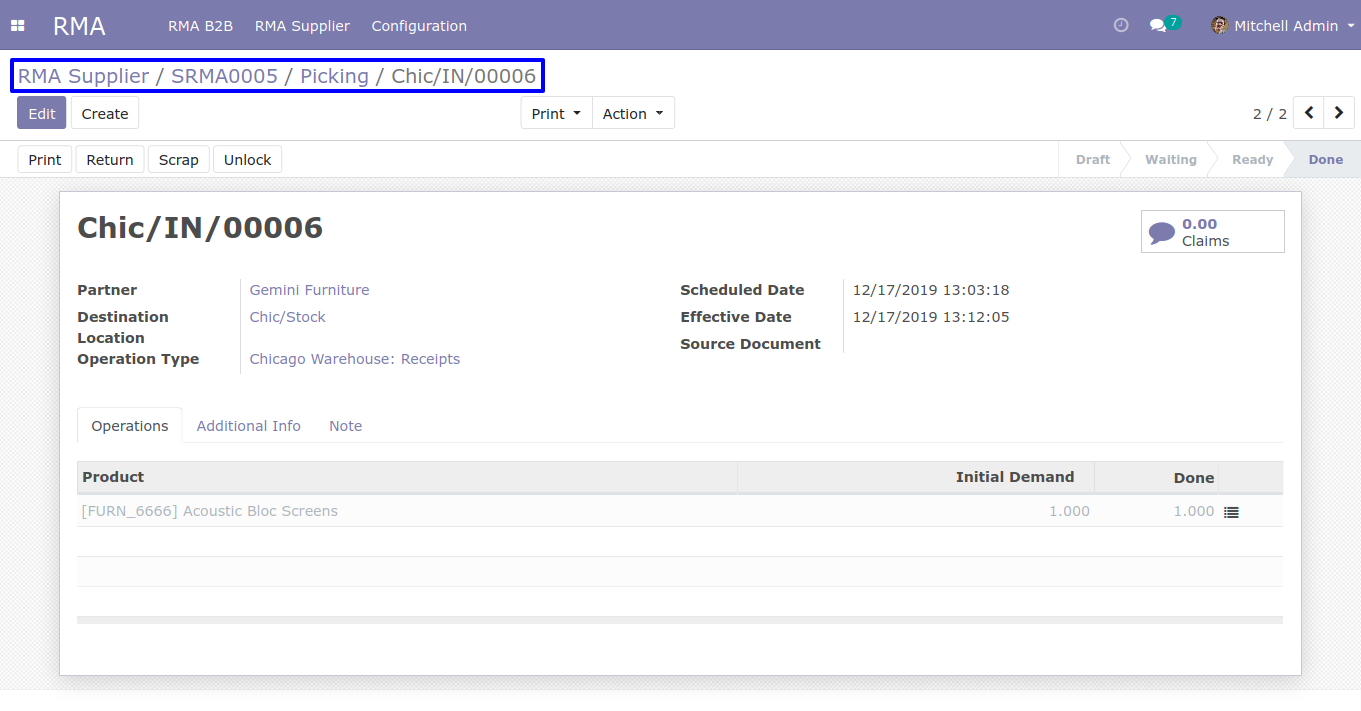 RMA RMA B2B RMA Supplier Configuration 7 Mitchell Admin
RMA Supplier / SRMA0005 / Picking / Chic/IN/00006
Edit Create Print Action 2 / 2
Print Return Scrap Unlock Draft Waiting Ready Done
Chic/IN/00006
0.00
Claims
Partner Gemini Furniture Scheduled Date 12/17/2019 13:03:18
Destination Chic/Stock Effective Date 12/17/2019 13:12:05
Location Source Document
Operation Type Chicago Warehouse: Receipts
Operations Additional Info Note
Product Initial Demand Done
[FURN_6666] Acoustic Bloc Screens 1.000 1.000